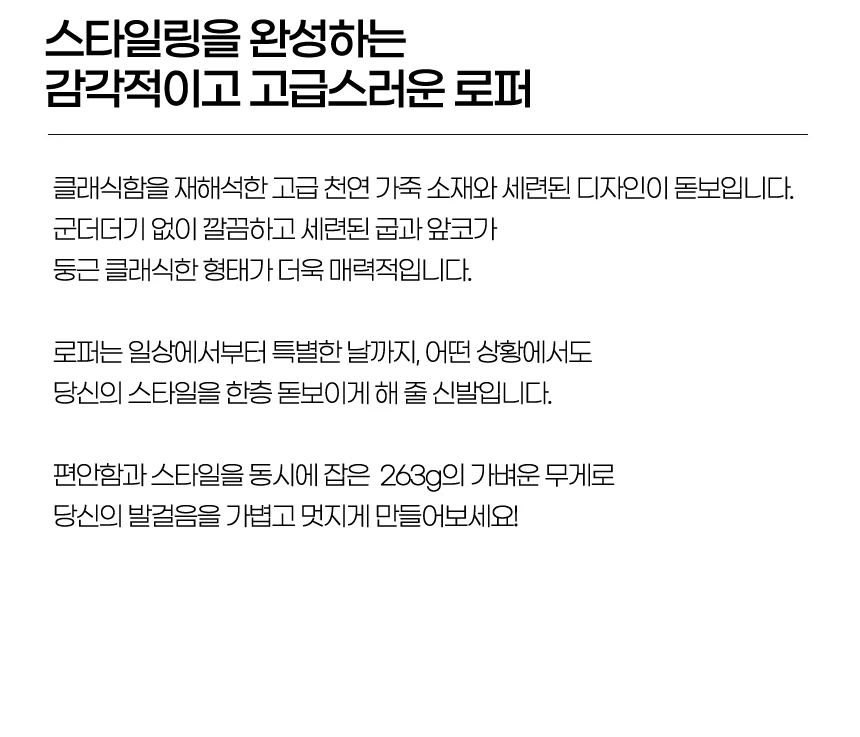 스타일링을 완성하는
감각적이고 고급스러운 로퍼
클래식함을 재해석한 고급 천연 가죽 소재와 세련된 디자인이 돋보입니다.
군더더기 없이 깔끔하고 세련된 굽과 앞코가
둥근 클래식한 형태가 더욱 매력적입니다.
로퍼는 일상에서부터 특별한 날까지, 어떤 상황에서도
당신의 스타일을 한층 돋보이게 해 줄 신발입니다.
편안함과 스타일을 동시에 잡은 263g의 가벼운 무게로
당신의 발걸음을 가볍고 멋지게 만들어보세요!